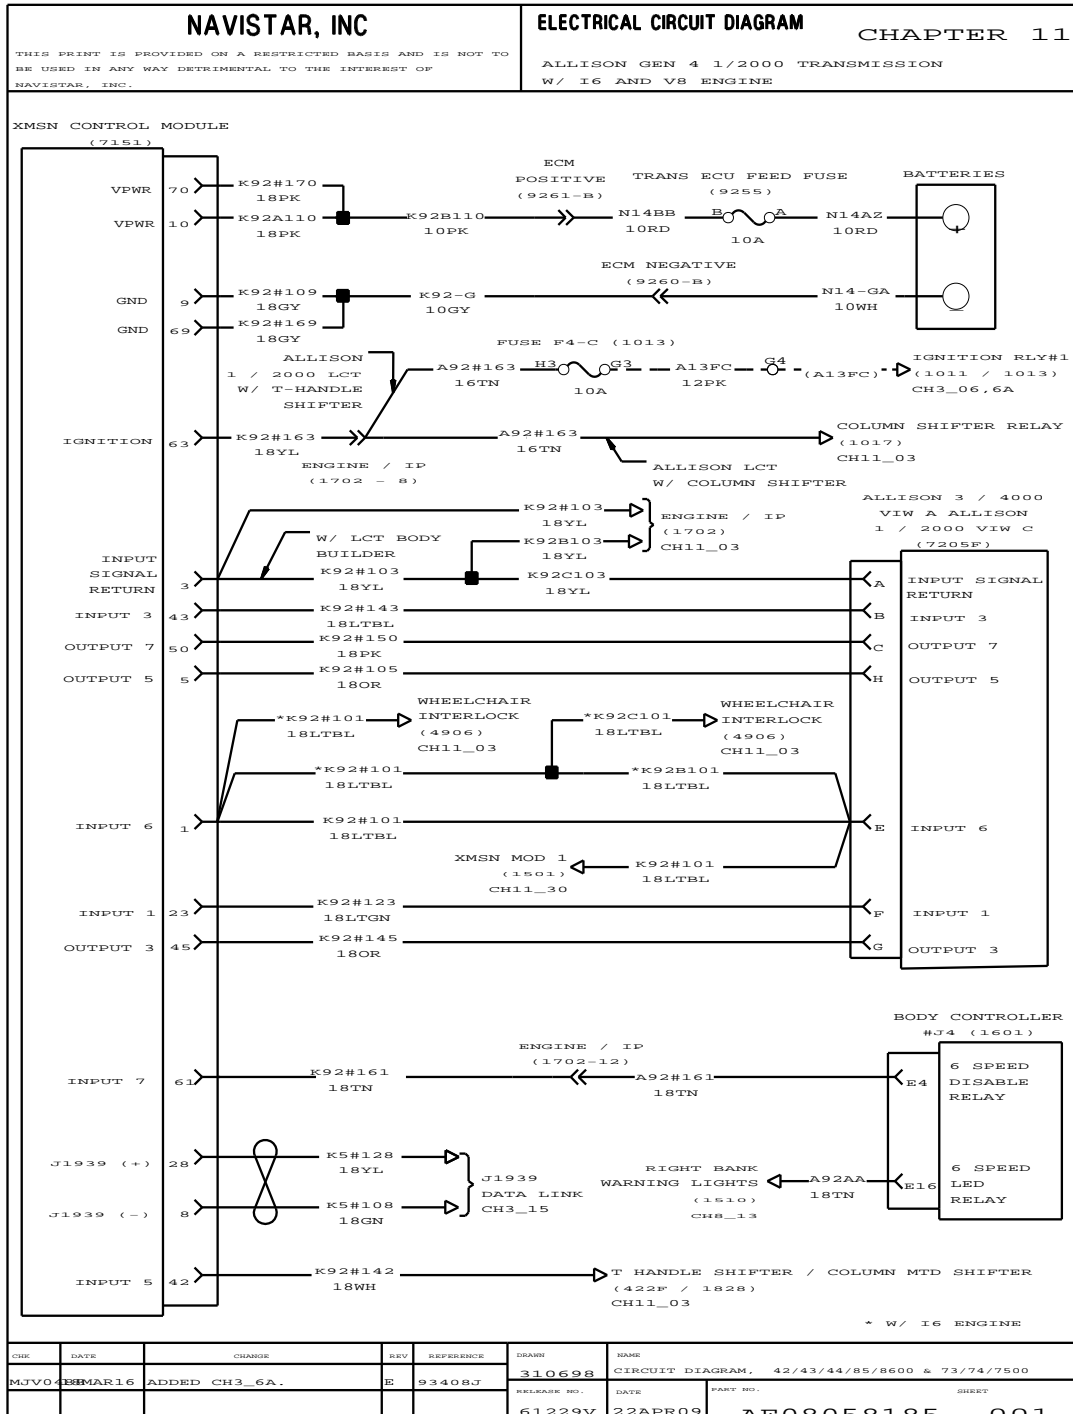 NAVISTAR, INC
THIS PRINT IS PROVIDED ON A RESTRICTED BASIS AND IS NOT TO
BE USED IN ANY WAY DETRIMENTAL TO THE INTEREST OF
NAVISTAR, INC.
ELECTRICAL CIRCUIT DIAGRAM
CHAPTER 11
ALLISON GEN 4 1/2000 TRANSMISSION
W/ I6 AND V8 ENGINE
XMSN CONTROL MODULE
(7151)
VPWR 70 K92#170
18PK
VPWR 10 K92A110
18PK
K92B110
10PK
ECM
POSITIVE
(9261-B)
N14BB
10RD
TRANS ECU FEED FUSE
(9255)
B A
10A
N14AZ
10RD
BATTERIES
+
ECM NEGATIVE
(9260-B)
GND 9 K92#109
18GY
K92-G
10GY
N14-GA
10WH
-
GND 69 K92#169
18GY
ALLISON
1 / 2000 LCT
W/ T-HANDLE
SHIFTER
FUSE F4-C (1013)
A92#163
16TN
H3 G3
10A
A13FC
12PK
G4
(A13FC)
IGNITION RLY#1
(1011 / 1013)
CH3_06,6A
IGNITION 63 K92#163
18YL
ENGINE / IP
(1702 - 8)
A92#163
16TN
COLUMN SHIFTER RELAY
(1017)
CH11_03
ALLISON LCT
W/ COLUMN SHIFTER
ALLISON 3 / 4000
VIW A ALLISON
1 / 2000 VIW C
(7205F)
K92#103
18YL
K92B103
18YL
ENGINE / IP
(1702)
CH11_03
W/ LCT BODY
BUILDER
INPUT
SIGNAL
RETURN 3
K92#103
18YL
K92C103
18YL
A INPUT SIGNAL
RETURN
INPUT 3 43 K92#143
18LTBL
B INPUT 3
OUTPUT 7 50 K92#150
18PK
C OUTPUT 7
OUTPUT 5 5 K92#105
18OR
H OUTPUT 5
*K92#101
18LTBL
WHEELCHAIR
INTERLOCK
(4906)
CH11_03
*K92C101
18LTBL
WHEELCHAIR
INTERLOCK
(4906)
CH11_03
*K92#101
18LTBL
*K92B101
18LTBL
INPUT 6 1 K92#101
18LTBL
E INPUT 6
XMSN MOD 1
(1501)
CH11_30
K92#101
18LTBL
INPUT 1 23 K92#123
18LTGN
F INPUT 1
OUTPUT 3 45 K92#145
18OR
G OUTPUT 3
BODY CONTROLLER
#J4 (1601)
INPUT 7 61 K92#161
18TN
ENGINE / IP
(1702-12)
A92#161
18TN
E4 6 SPEED
DISABLE
RELAY
J1939 (+) 28 K5#128
18YL
J1939 (-) 8 K5#108
18GN
J1939
DATA LINK
CH3_15
RIGHT BANK
WARNING LIGHTS
(1510)
CH8_13
A92AA
18TN
E16 6 SPEED
LED
RELAY
INPUT 5 42 K92#142
18WH
T HANDLE SHIFTER / COLUMN MTD SHIFTER
(422F / 1828)
CH11_03
* W/ I6 ENGINE
CHK DATE CHANGE REV REFERENCE
ADDED CH3_6A. E 93408J
DRAWN
310698
NAME
CIRCUIT DIAGRAM, 42/43/44/85/8600 & 73/74/7500
RELEASE NO.
61229V
DATE
22APR09
PART NO.
AE08058185
SHEET
001